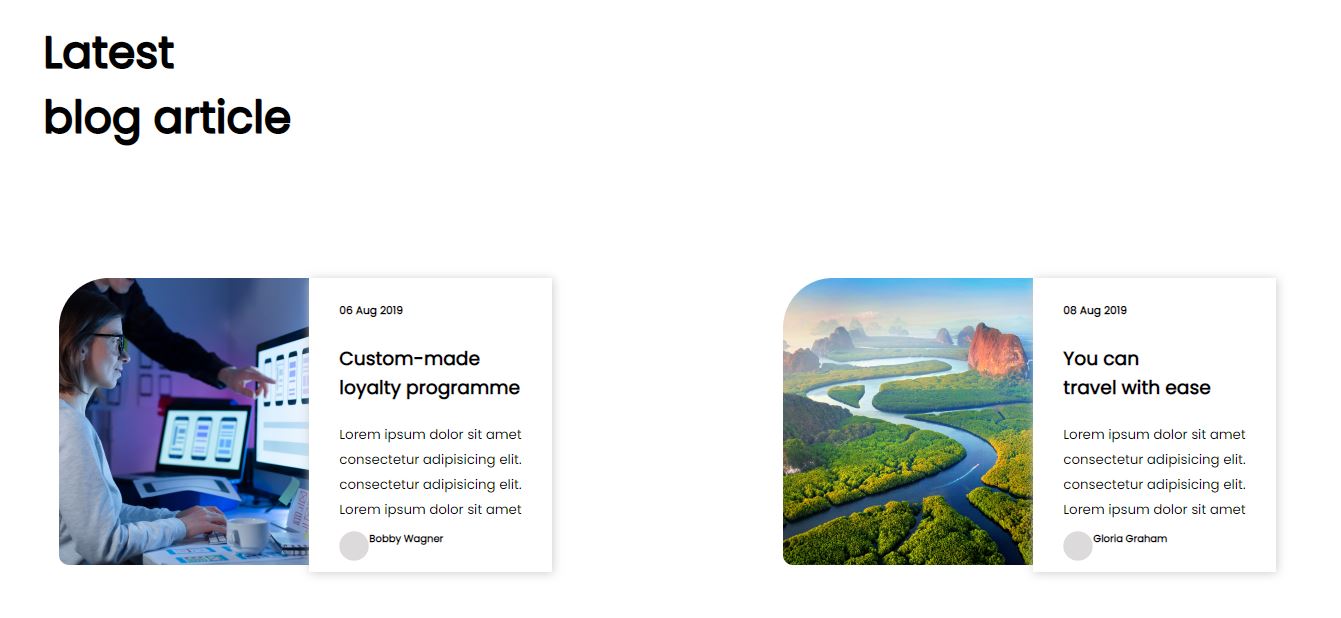 Latest
blog article
06 Aug 2019
Custom-made
loyalty programme
Lorem ipsum dolor sit amet
consectetur adipisicing elit.
consectetur adipisicing elit.
Lorem ipsum dolor sit amet
Bobby Wagner
08 Aug 2019
You can
travel with ease
Lorem ipsum dolor sit amet
consectetur adipisicing elit.
consectetur adipisicing elit.
Lorem ipsum dolor sit amet
Gloria Graham